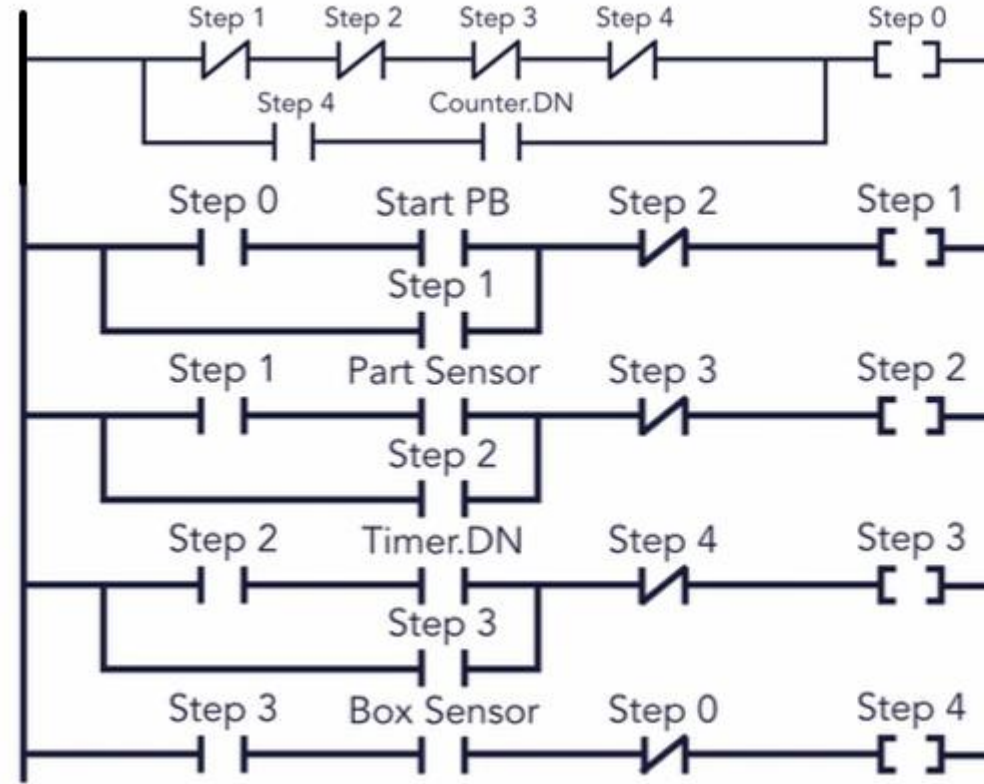 Step 1 Step 2 Step 3 Step 4 Step 0
Step 4 Counter.DN
Step 0 Start PB Step 2 Step 1
Step 1
Step 1 Part Sensor Step 3 Step 2
Step 2
Step 2 Timer.DN Step 4 Step 3
Step 3
Step 3 Box Sensor Step 0 Step 4